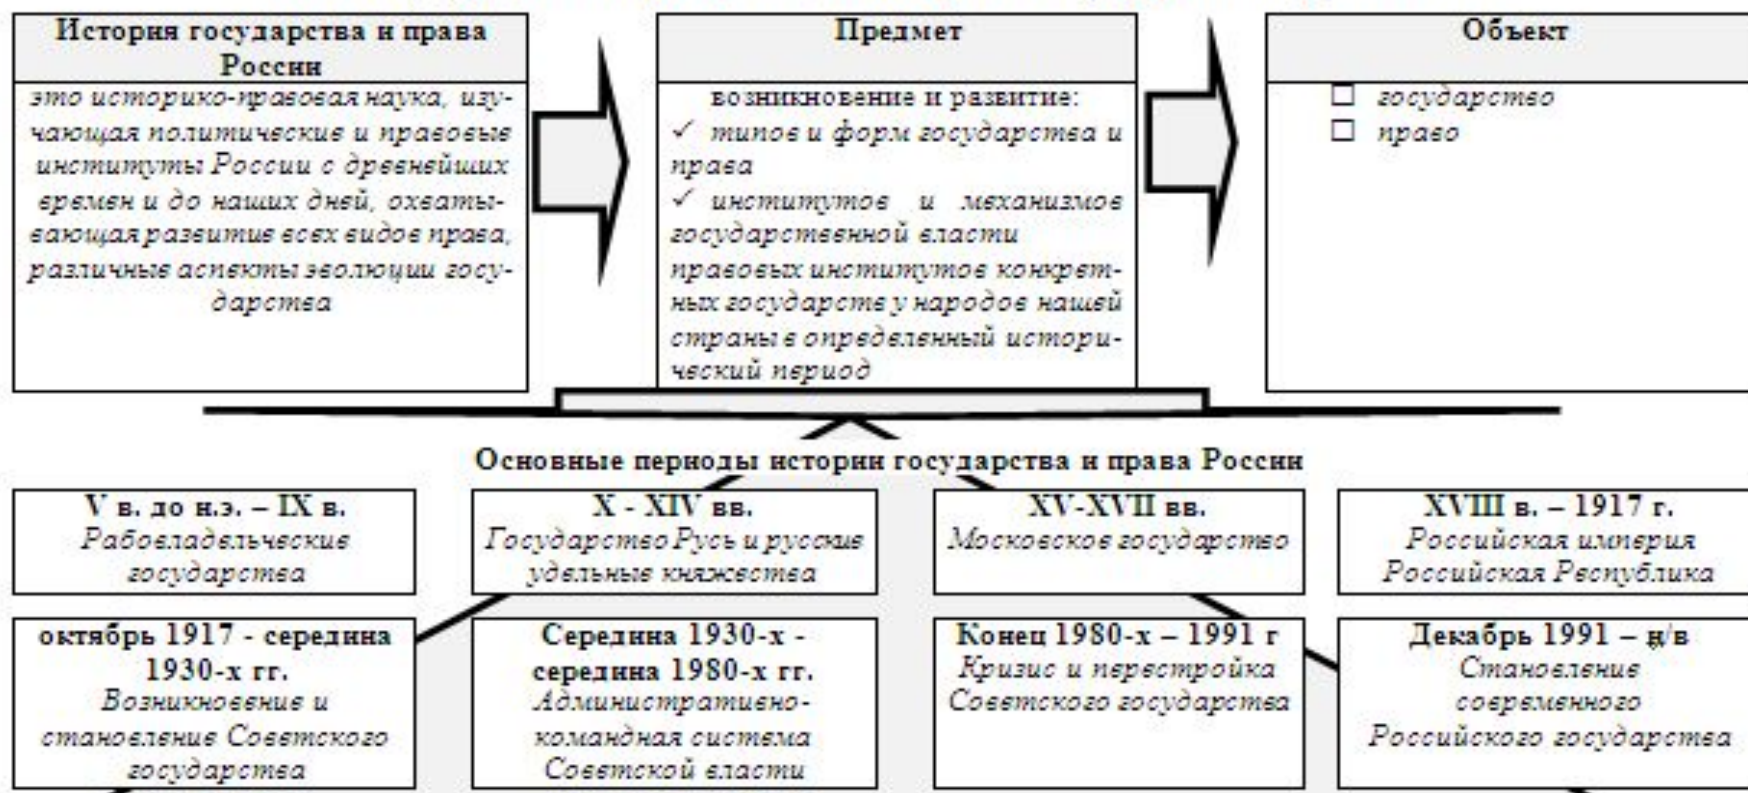 История государства и права
России
это историко-правовая наука, изу-
чающая политические и правовые
институты России с древнейших
времен и до наших дней, охваты-
вающая развитие всех видов права,
различные аспекты эволюции госу-
дарства
Предмет
возникновение и развитие:
✓ типов и форм государства и
права
✓ институтов и механизмов
государственной власти
правовых институтов конкрет-
ных государств у народов нашей
страны в определенный истори-
ческий период
Объект
☐ государство
☐ право
Основные периоды истории государства и права России
V в. до н.э. – IX в.
Рабовладельческие
государства
X - XIV вв.
Государство Русь и русские
удельные княжества
XV-XVII вв.
Московское государство
XVIII в. – 1917 г.
Российская империя
Российская Республика
октябрь 1917 - середина
1930-х гг.
Возникновение и
становление Советского
государства
Середина 1930-х -
середина 1980-х гг.
Административно-
командная система
Советской власти
Конец 1980-х – 1991 г
Кризис и перестройка
Советского государства
Декабрь 1991 – н/в
Становление
современного
Российского государства